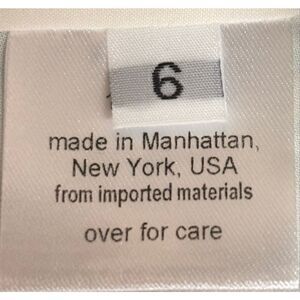 6
made in Manhattan,
New York, USA
from imported materials
over for care